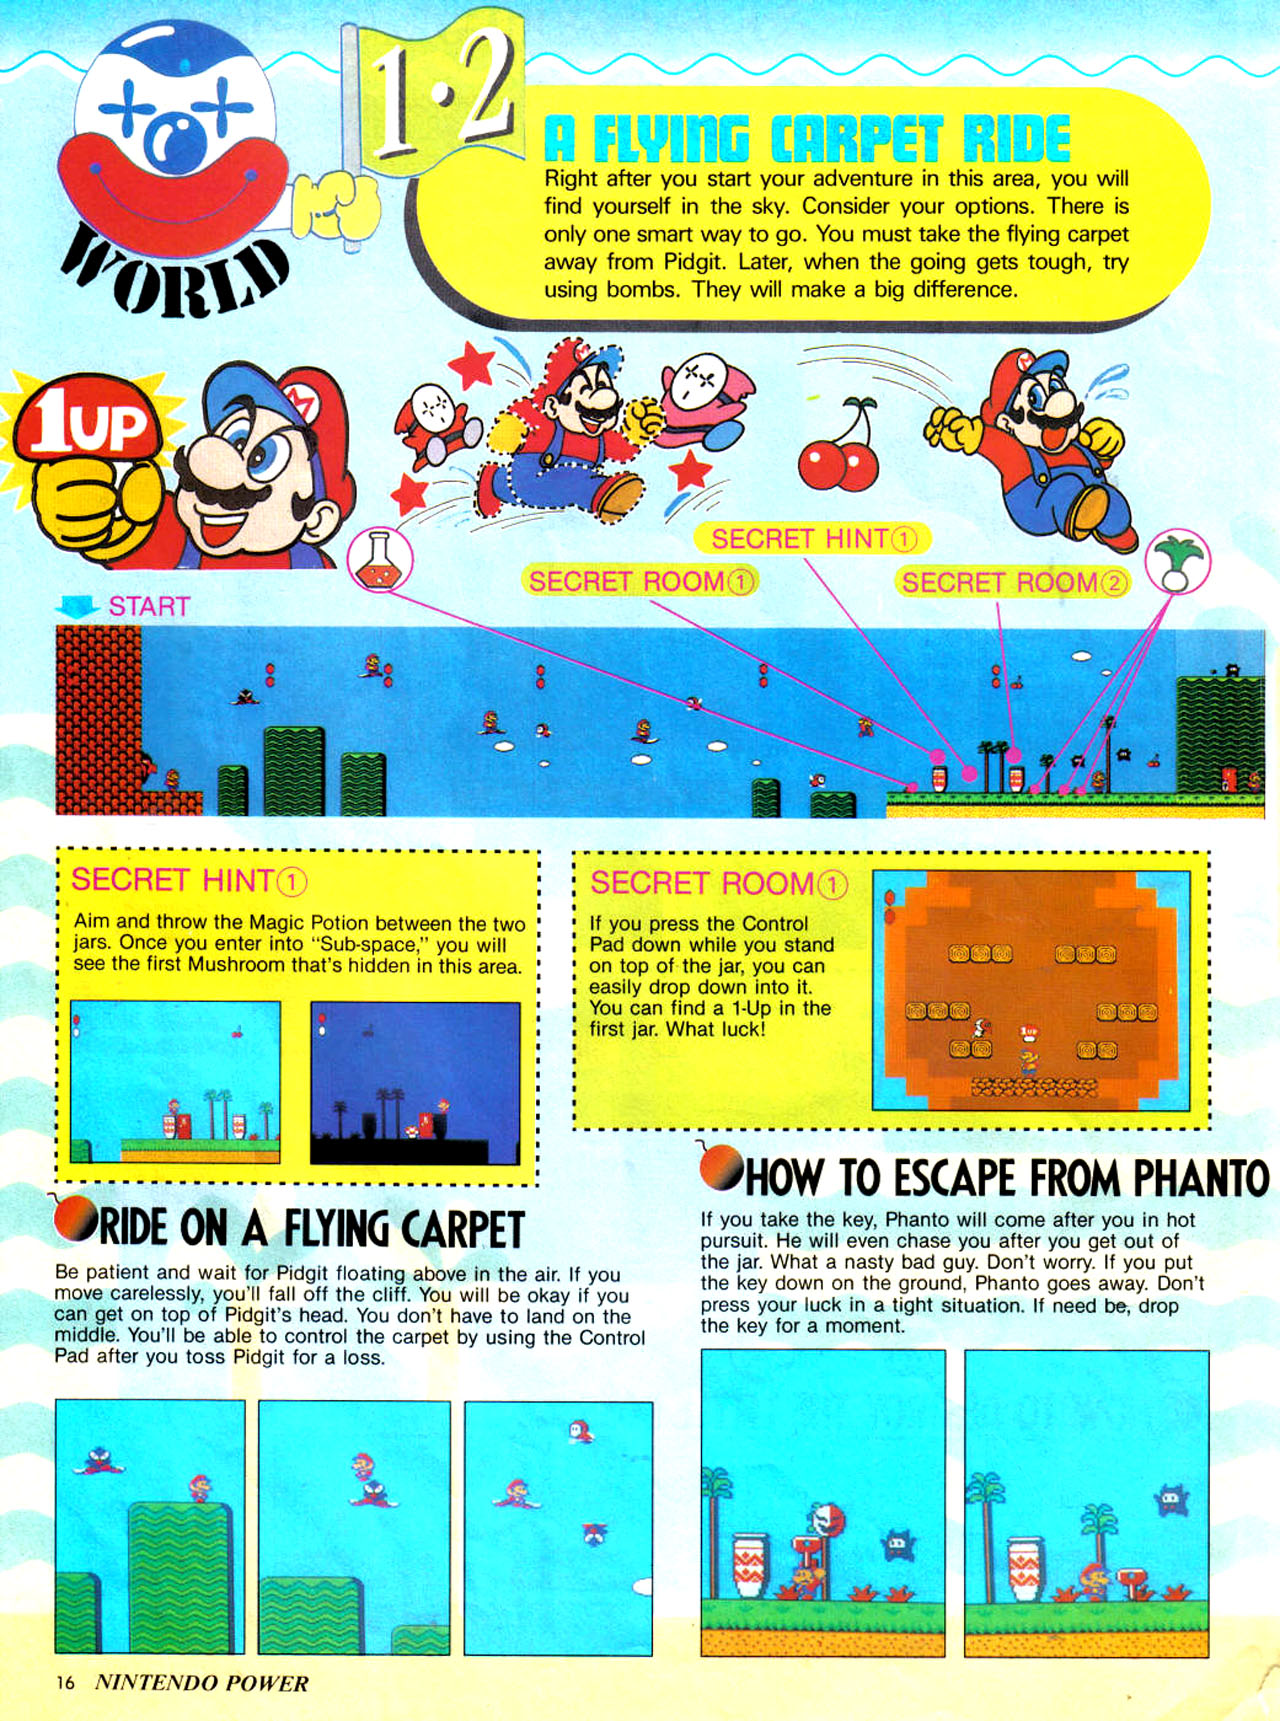 WORLD
1·2
A FLYING CARPET RIDE
Right after you start your adventure in this area, you will
find yourself in the sky. Consider your options. There is
only one smart way to go. You must take the flying carpet
away from Pidgit. Later, when the going gets tough, try
using bombs. They will make a big difference.
1UP
M
M
M
SECRET HINT①
SECRET ROOM①
SECRET ROOM②
START
SECRET HINT①
Aim and throw the Magic Potion between the two
jars. Once you enter into "Sub-space," you will
see the first Mushroom that's hidden in this area.
SECRET ROOM①
If you press the Control
Pad down while you stand
on top of the jar, you can
easily drop down into it.
You can find a 1-Up in the
first jar. What luck!
1UP
RIDE ON A FLYING CARPET
Be patient and wait for Pidgit floating above in the air. If you
move carelessly, you'll fall off the cliff. You will be okay if you
can get on top of Pidgit's head. You don't have to land on the
middle. You'll be able to control the carpet by using the Control
Pad after you toss Pidgit for a loss.
HOW TO ESCAPE FROM PHANTO
If you take the key, Phanto will come after you in hot
pursuit. He will even chase you after you get out of
the jar. What a nasty bad guy. Don't worry. If you put
the key down on the ground, Phanto goes away. Don't
press your luck in a tight situation. If need be, drop
the key for a moment.
16 NINTENDO POWER